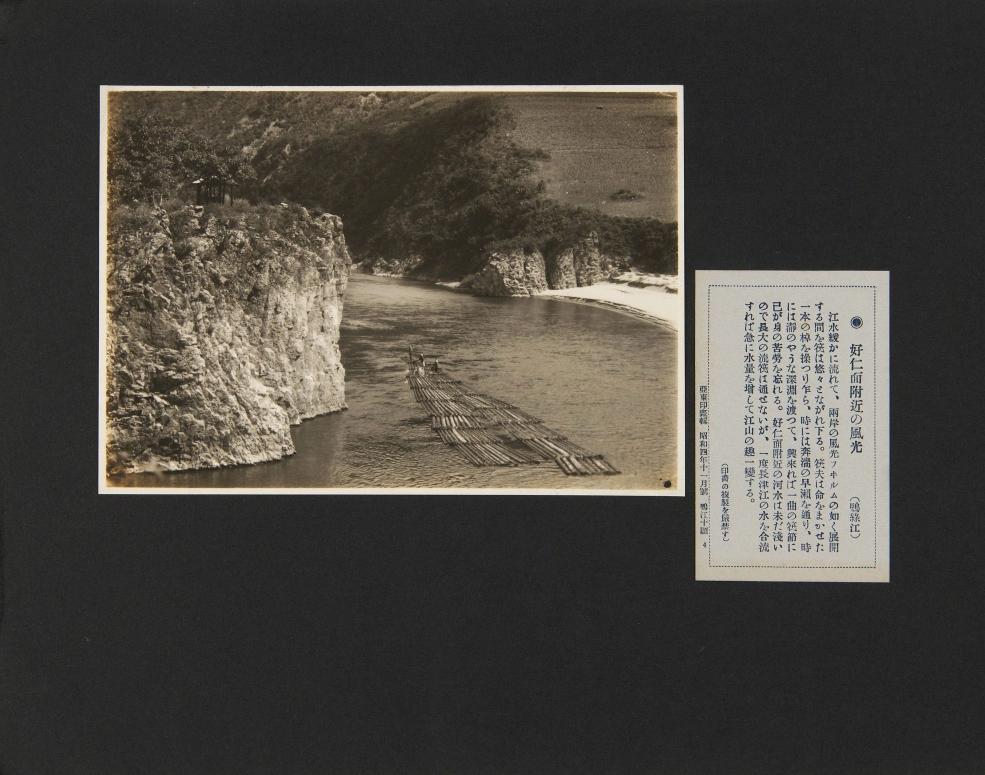 ◉ 好仁面附近の風光 (鴨綠江)
江水緩かに流れて、兩岸の風光フヰルムの如く展開
する間を筏は悠々とながれ下る。筏夫は命をまかせた
一本の棹を操つり乍ら、時には奔湍の早瀬を通り、時
には瀞のやうな深淵を渡つて、興來れば一曲の筏節に
己が身の苦勞を忘れる。好仁面附近の河水は未だ淺い
ので長大の流筏は通せないが、一度長津江の水を合流
すれば急に水量を增して江山の趣一變する。
(印畫の複製を嚴禁す)
亞東印畫輯 昭和四年十一月號 鴨江十題 4